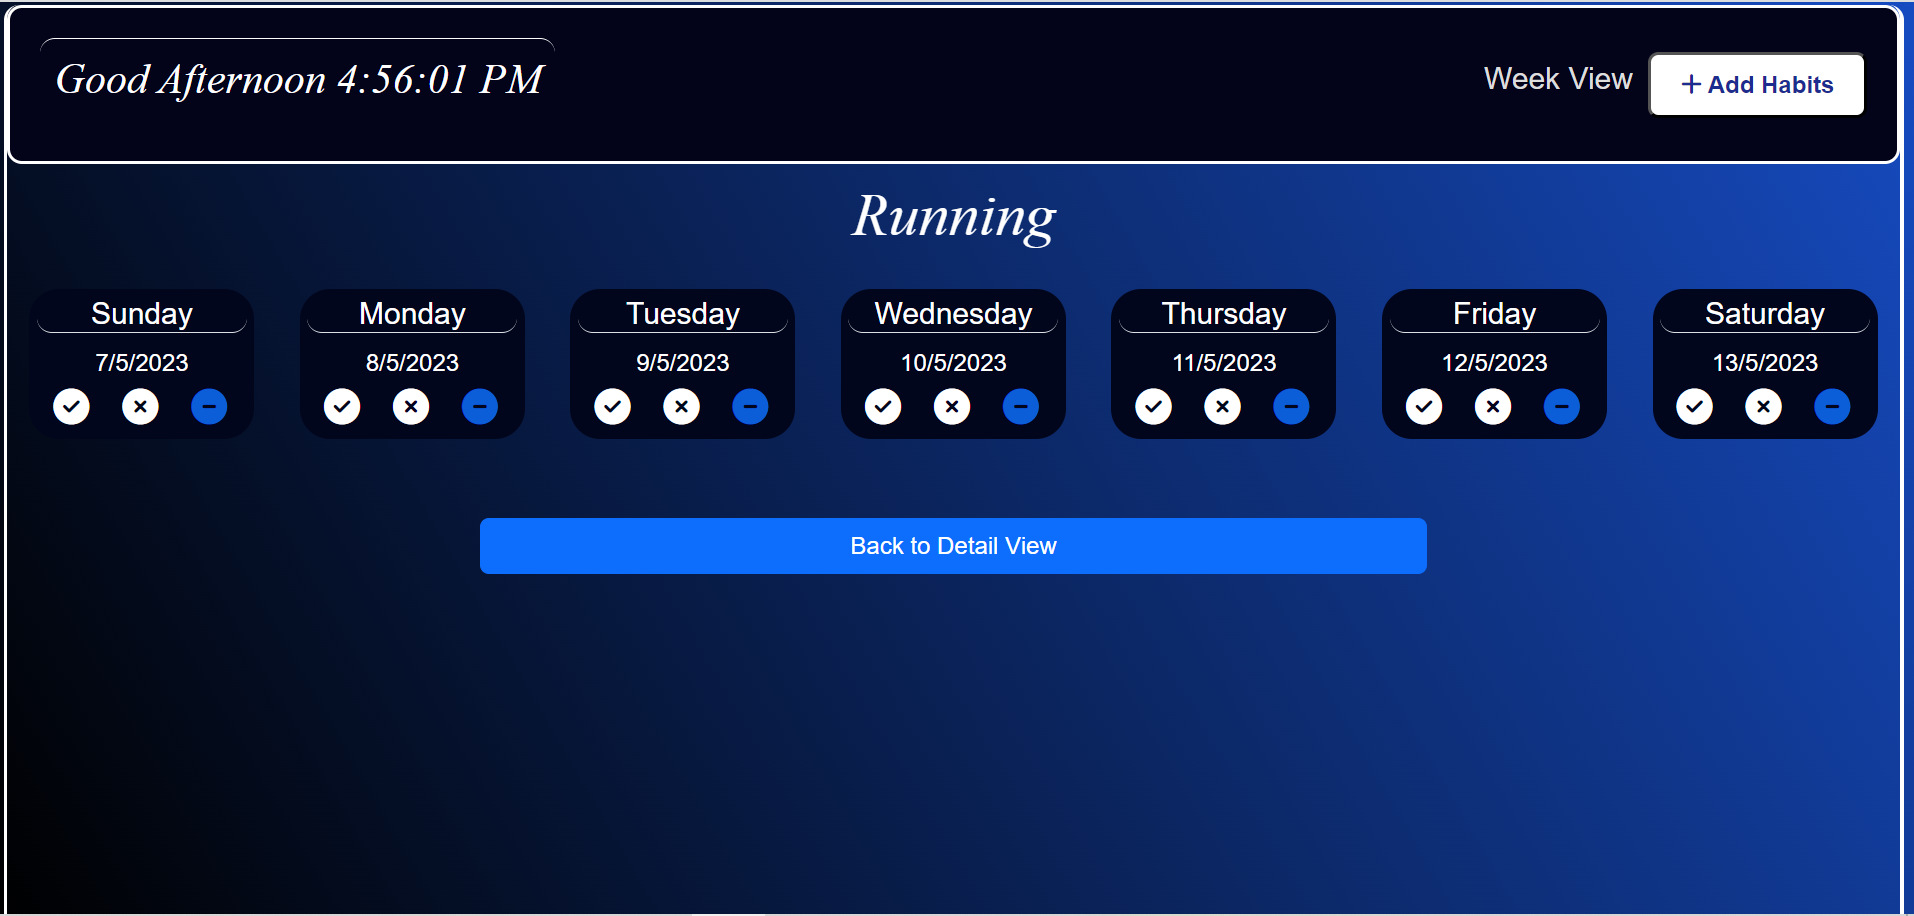 Good Afternoon 4:56:01 PM
Week View
+ Add Habits
Running
Sunday
7/5/2023
Monday
8/5/2023
Tuesday
9/5/2023
Wednesday
10/5/2023
Thursday
11/5/2023
Friday
12/5/2023
Saturday
13/5/2023
Back to Detail View